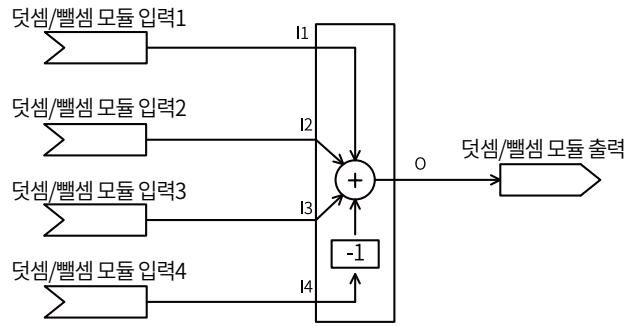 덧셈/뺄셈 모듈 입력1
I1
덧셈/뺄셈 모듈 입력2
I2
덧셈/뺄셈 모듈 출력
O
+
덧셈/뺄셈 모듈 입력3
I3
-1
덧셈/뺄셈 모듈 입력4
I4